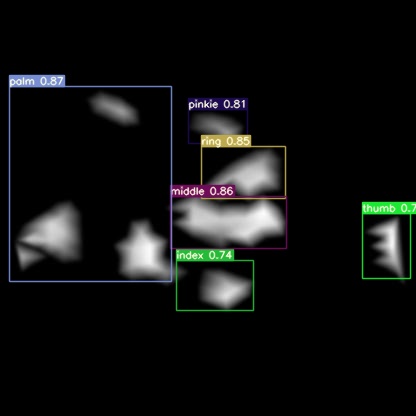 palm 0.87
pinkie 0.81
ring 0.85
middle 0.86
thumb 0.7
index 0.74